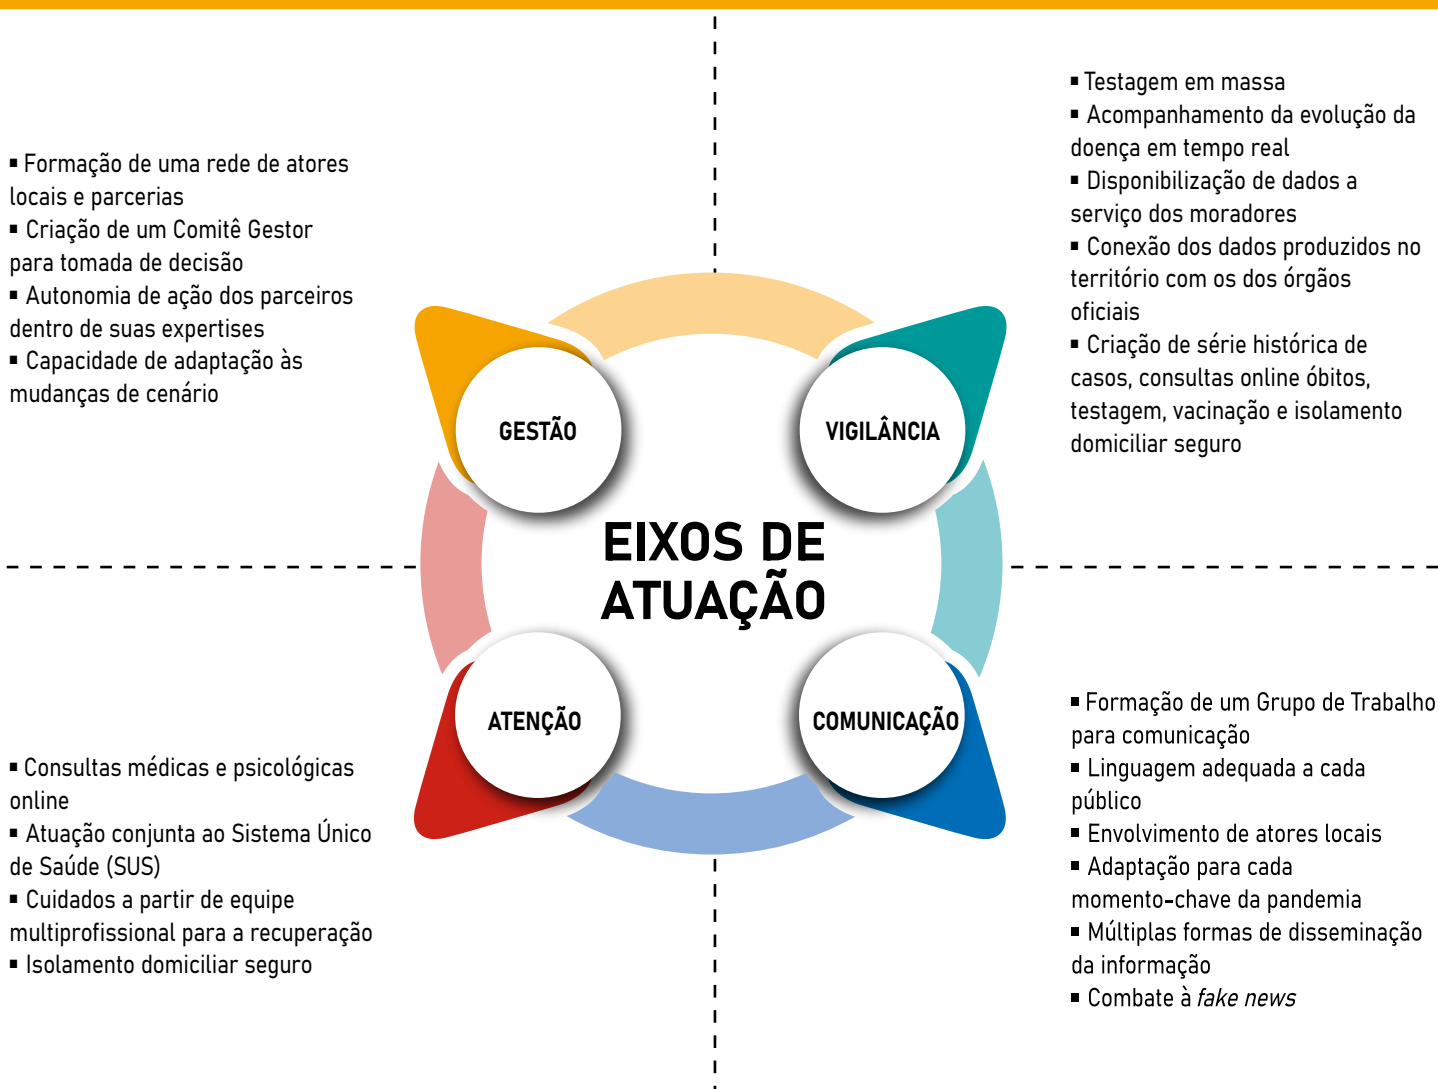 ▪ Formação de uma rede de atores
locais e parcerias
▪ Criação de um Comitê Gestor
para tomada de decisão
▪ Autonomia de ação dos parceiros
dentro de suas expertises
▪ Capacidade de adaptação às
mudanças de cenário
▪ Testagem em massa
▪ Acompanhamento da evolução da
doença em tempo real
▪ Disponibilização de dados a
serviço dos moradores
▪ Conexão dos dados produzidos no
território com os dos órgãos
oficiais
▪ Criação de série histórica de
casos, consultas online óbitos,
testagem, vacinação e isolamento
domiciliar seguro
GESTÃO
VIGILÂNCIA
EIXOS DE
ATUAÇÃO
ATENÇÃO
COMUNICAÇÃO
▪ Consultas médicas e psicológicas
online
▪ Atuação conjunta ao Sistema Único
de Saúde (SUS)
▪ Cuidados a partir de equipe
multiprofissional para a recuperação
▪ Isolamento domiciliar seguro
▪ Formação de um Grupo de Trabalho
para comunicação
▪ Linguagem adequada a cada
público
▪ Envolvimento de atores locais
▪ Adaptação para cada
momento-chave da pandemia
▪ Múltiplas formas de disseminação
da informação
▪ Combate à fake news